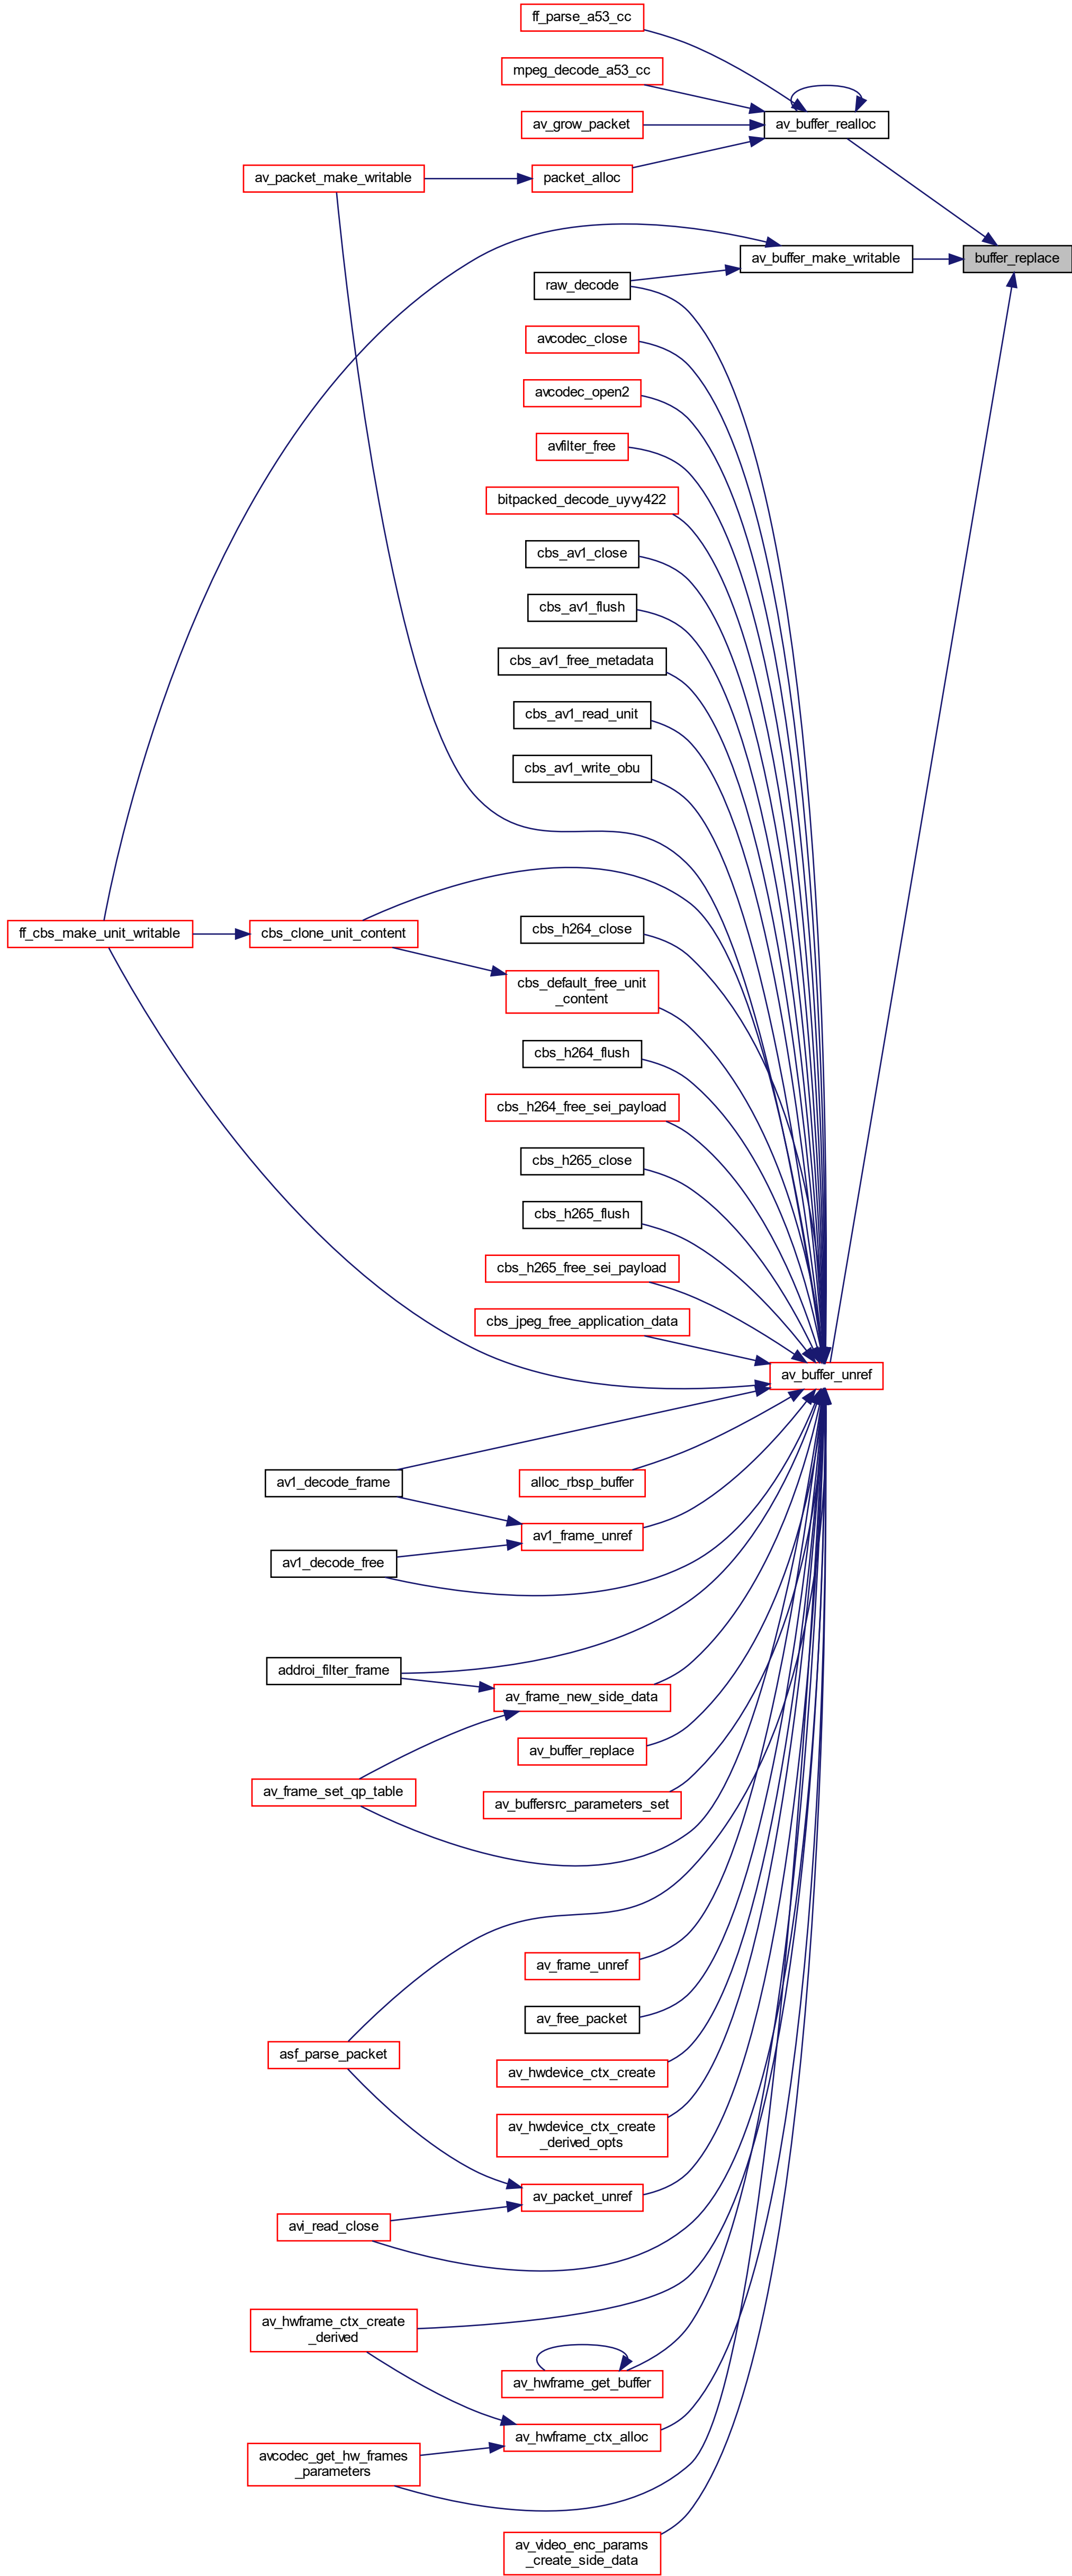 ff_parse_a53_cc
mpeg_decode_a53_cc
av_buffer_realloc
av_grow_packet
av_packet_make_writable
packet_alloc
av_buffer_make_writable
buffer_replace
raw_decode
avcodec_close
avcodec_open2
avfilter_free
bitpacked_decode_uyvy422
cbs_av1_close
cbs_av1_flush
cbs_av1_free_metadata
cbs_av1_read_unit
cbs_av1_write_obu
ff_cbs_make_unit_writable
cbs_clone_unit_content
cbs_h264_close
cbs_default_free_unit
_content
cbs_h264_flush
cbs_h264_free_sei_payload
cbs_h265_close
cbs_h265_flush
cbs_h265_free_sei_payload
cbs_jpeg_free_application_data
av_buffer_unref
av1_decode_frame
alloc_rbsp_buffer
av1_frame_unref
av1_decode_free
addroi_filter_frame
av_frame_new_side_data
av_buffer_replace
av_frame_set_qp_table
av_buffersrc_parameters_set
av_frame_unref
av_free_packet
asf_parse_packet
av_hwdevice_ctx_create
av_hwdevice_ctx_create
_derived_opts
av_packet_unref
avi_read_close
av_hwframe_ctx_create
_derived
av_hwframe_get_buffer
av_hwframe_ctx_alloc
avcodec_get_hw_frames
_parameters
av_video_enc_params
_create_side_data